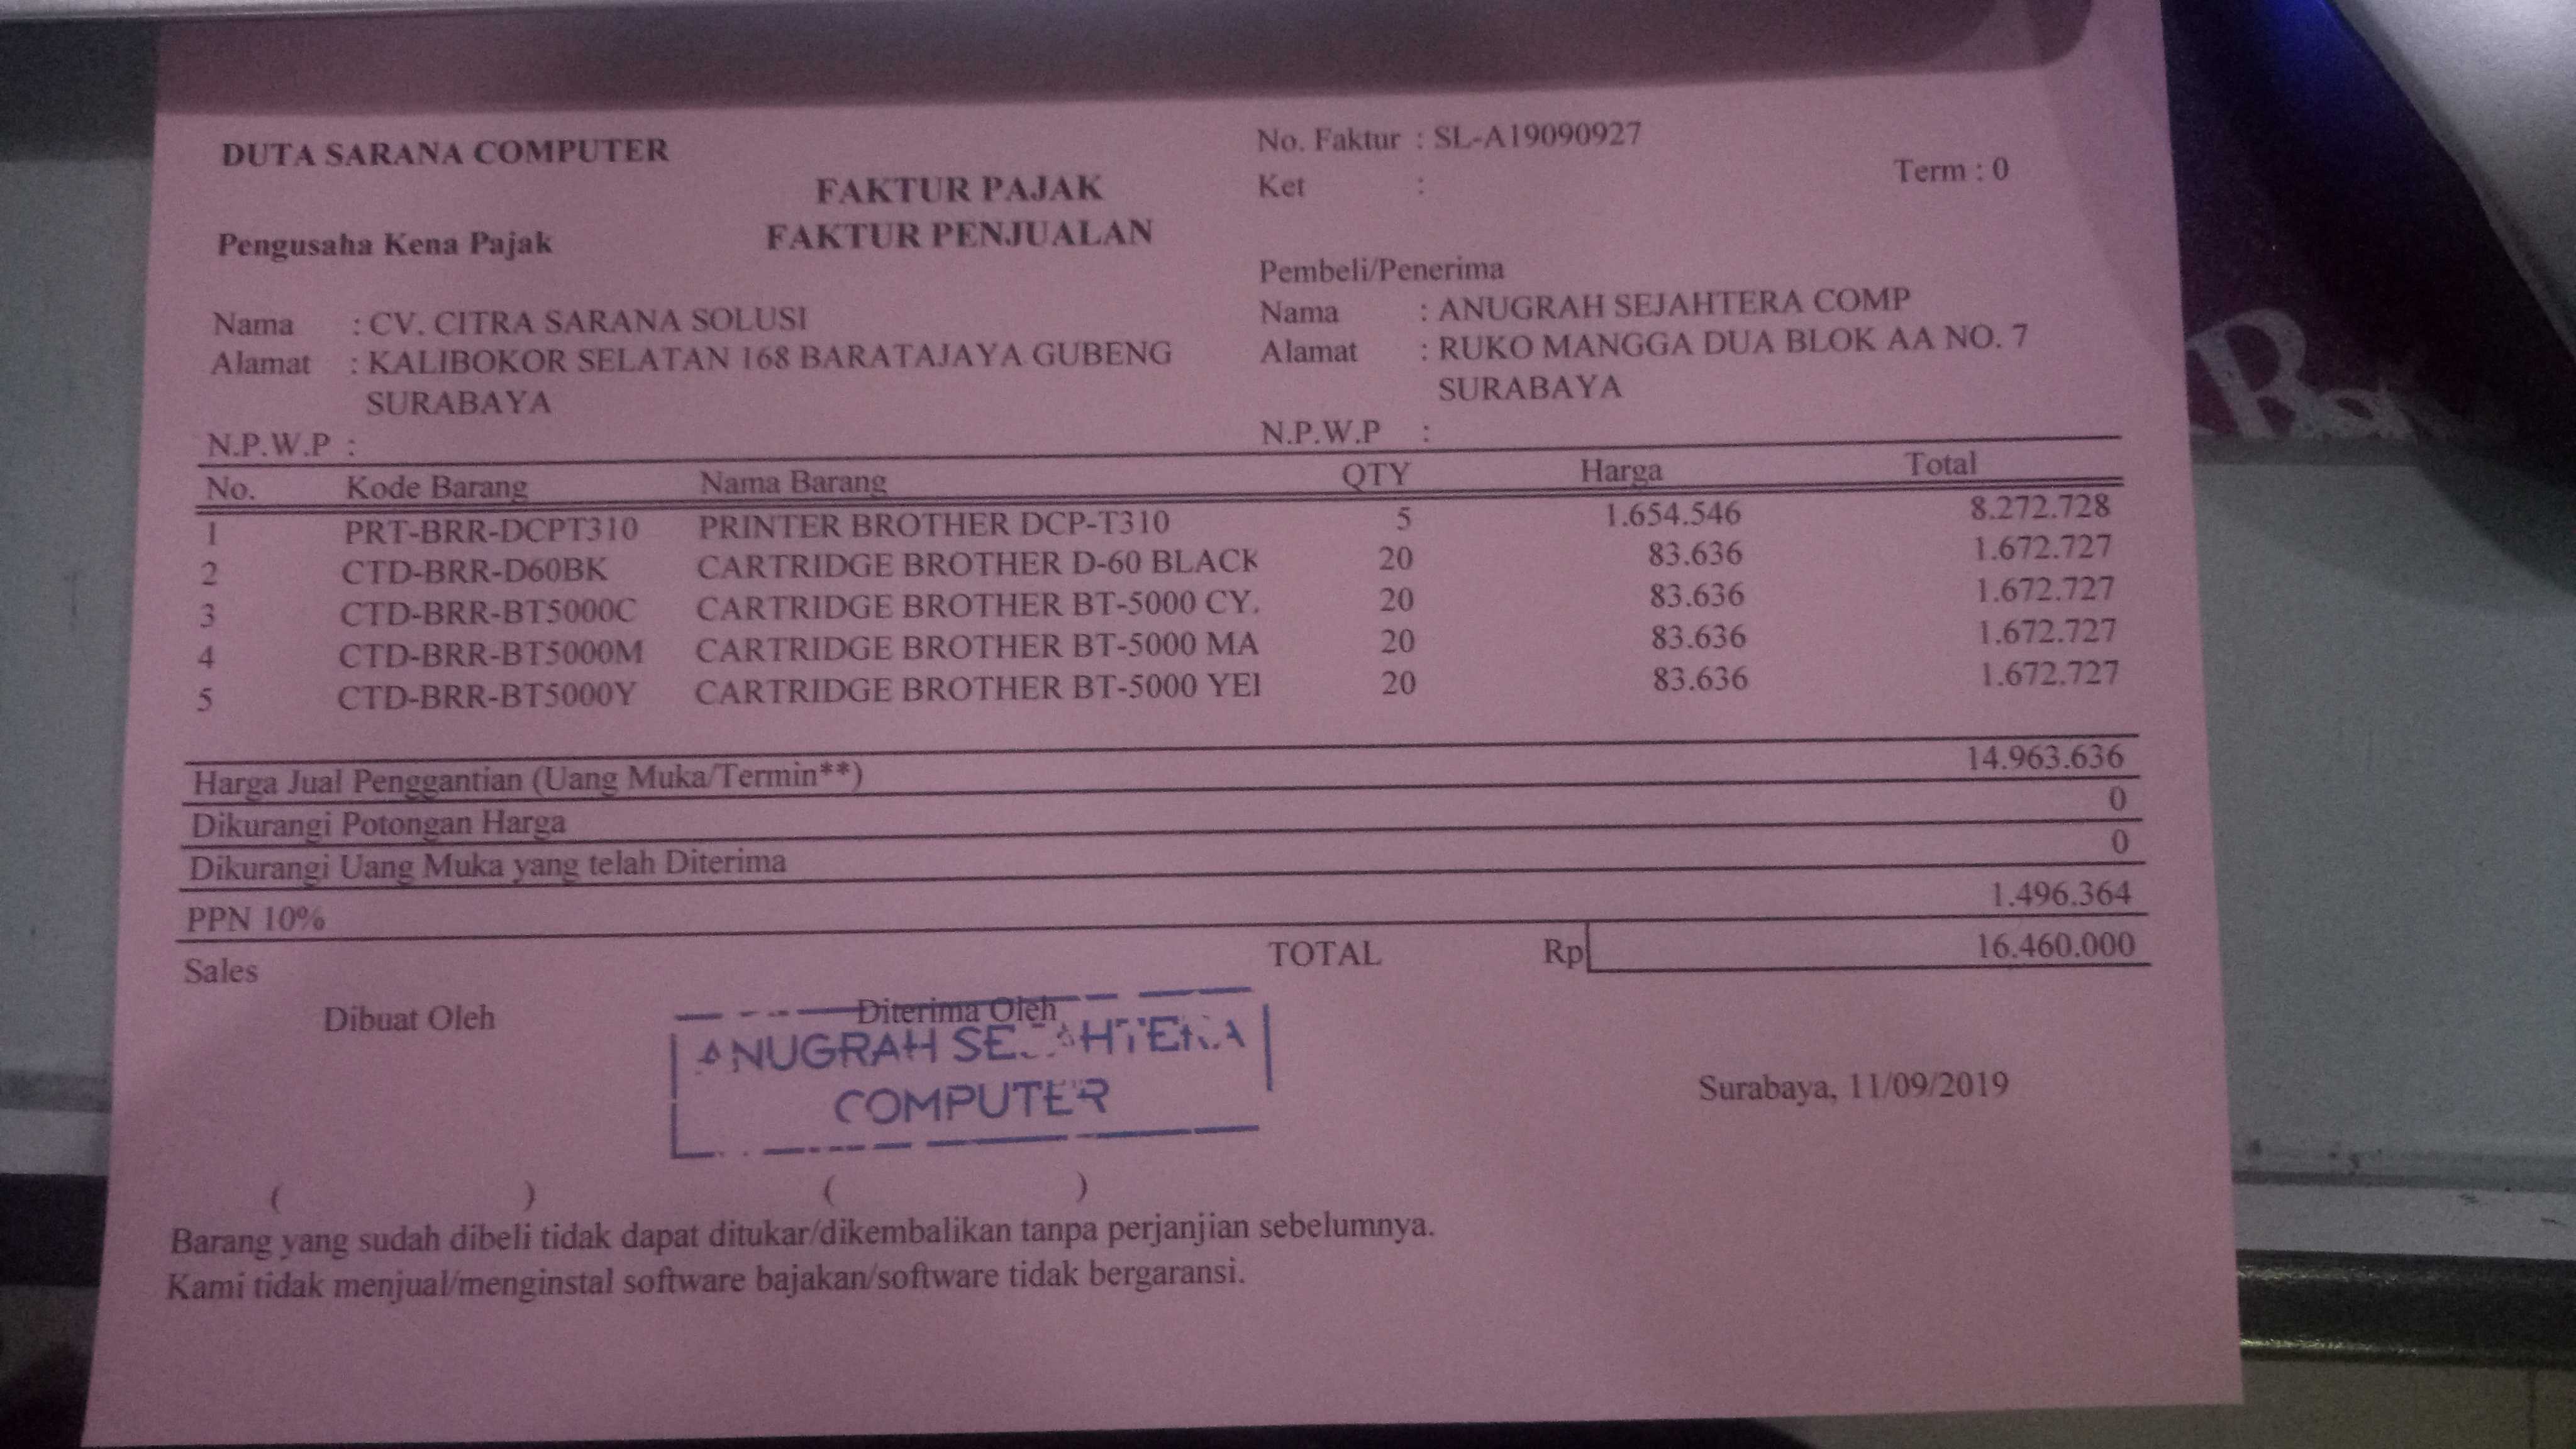 DUTA SARANA COMPUTER
No. Faktur : SL-A19090927
FAKTUR PAJAK
Ket :
Term : 0
Pengusaha Kena Pajak
FAKTUR PENJUALAN
Pembeli/Penerima
Nama : CV. CITRA SARANA SOLUSI
Nama : ANUGRAH SEJAHTERA COMP
Alamat : KALIBOKOR SELATAN 168 BARATAJAYA GUBENG
Alamat : RUKO MANGGA DUA BLOK AA NO. 7
SURABAYA
SURABAYA
N.P.W.P :
N.P.W.P :
No. Kode Barang Nama Barang QTY Harga Total
1 PRT-BRR-DCPT310 PRINTER BROTHER DCP-T310 5 1.654.546 8.272.728
2 CTD-BRR-D60BK CARTRIDGE BROTHER D-60 BLACK 20 83.636 1.672.727
3 CTD-BRR-BT5000C CARTRIDGE BROTHER BT-5000 CY. 20 83.636 1.672.727
4 CTD-BRR-BT5000M CARTRIDGE BROTHER BT-5000 MA 20 83.636 1.672.727
5 CTD-BRR-BT5000Y CARTRIDGE BROTHER BT-5000 YEI 20 83.636 1.672.727
Harga Jual Penggantian (Uang Muka/Termin**) 14.963.636
Dikurangi Potongan Harga 0
Dikurangi Uang Muka yang telah Diterima 0
PPN 10% 1.496.364
Sales TOTAL Rp 16.460.000
Dibuat Oleh Diterima Oleh
ANUGRAH SEJAHTERA
COMPUTER
Surabaya, 11/09/2019
( ) ( )
Barang yang sudah dibeli tidak dapat ditukar/dikembalikan tanpa perjanjian sebelumnya.
Kami tidak menjual/menginstal software bajakan/software tidak bergaransi.